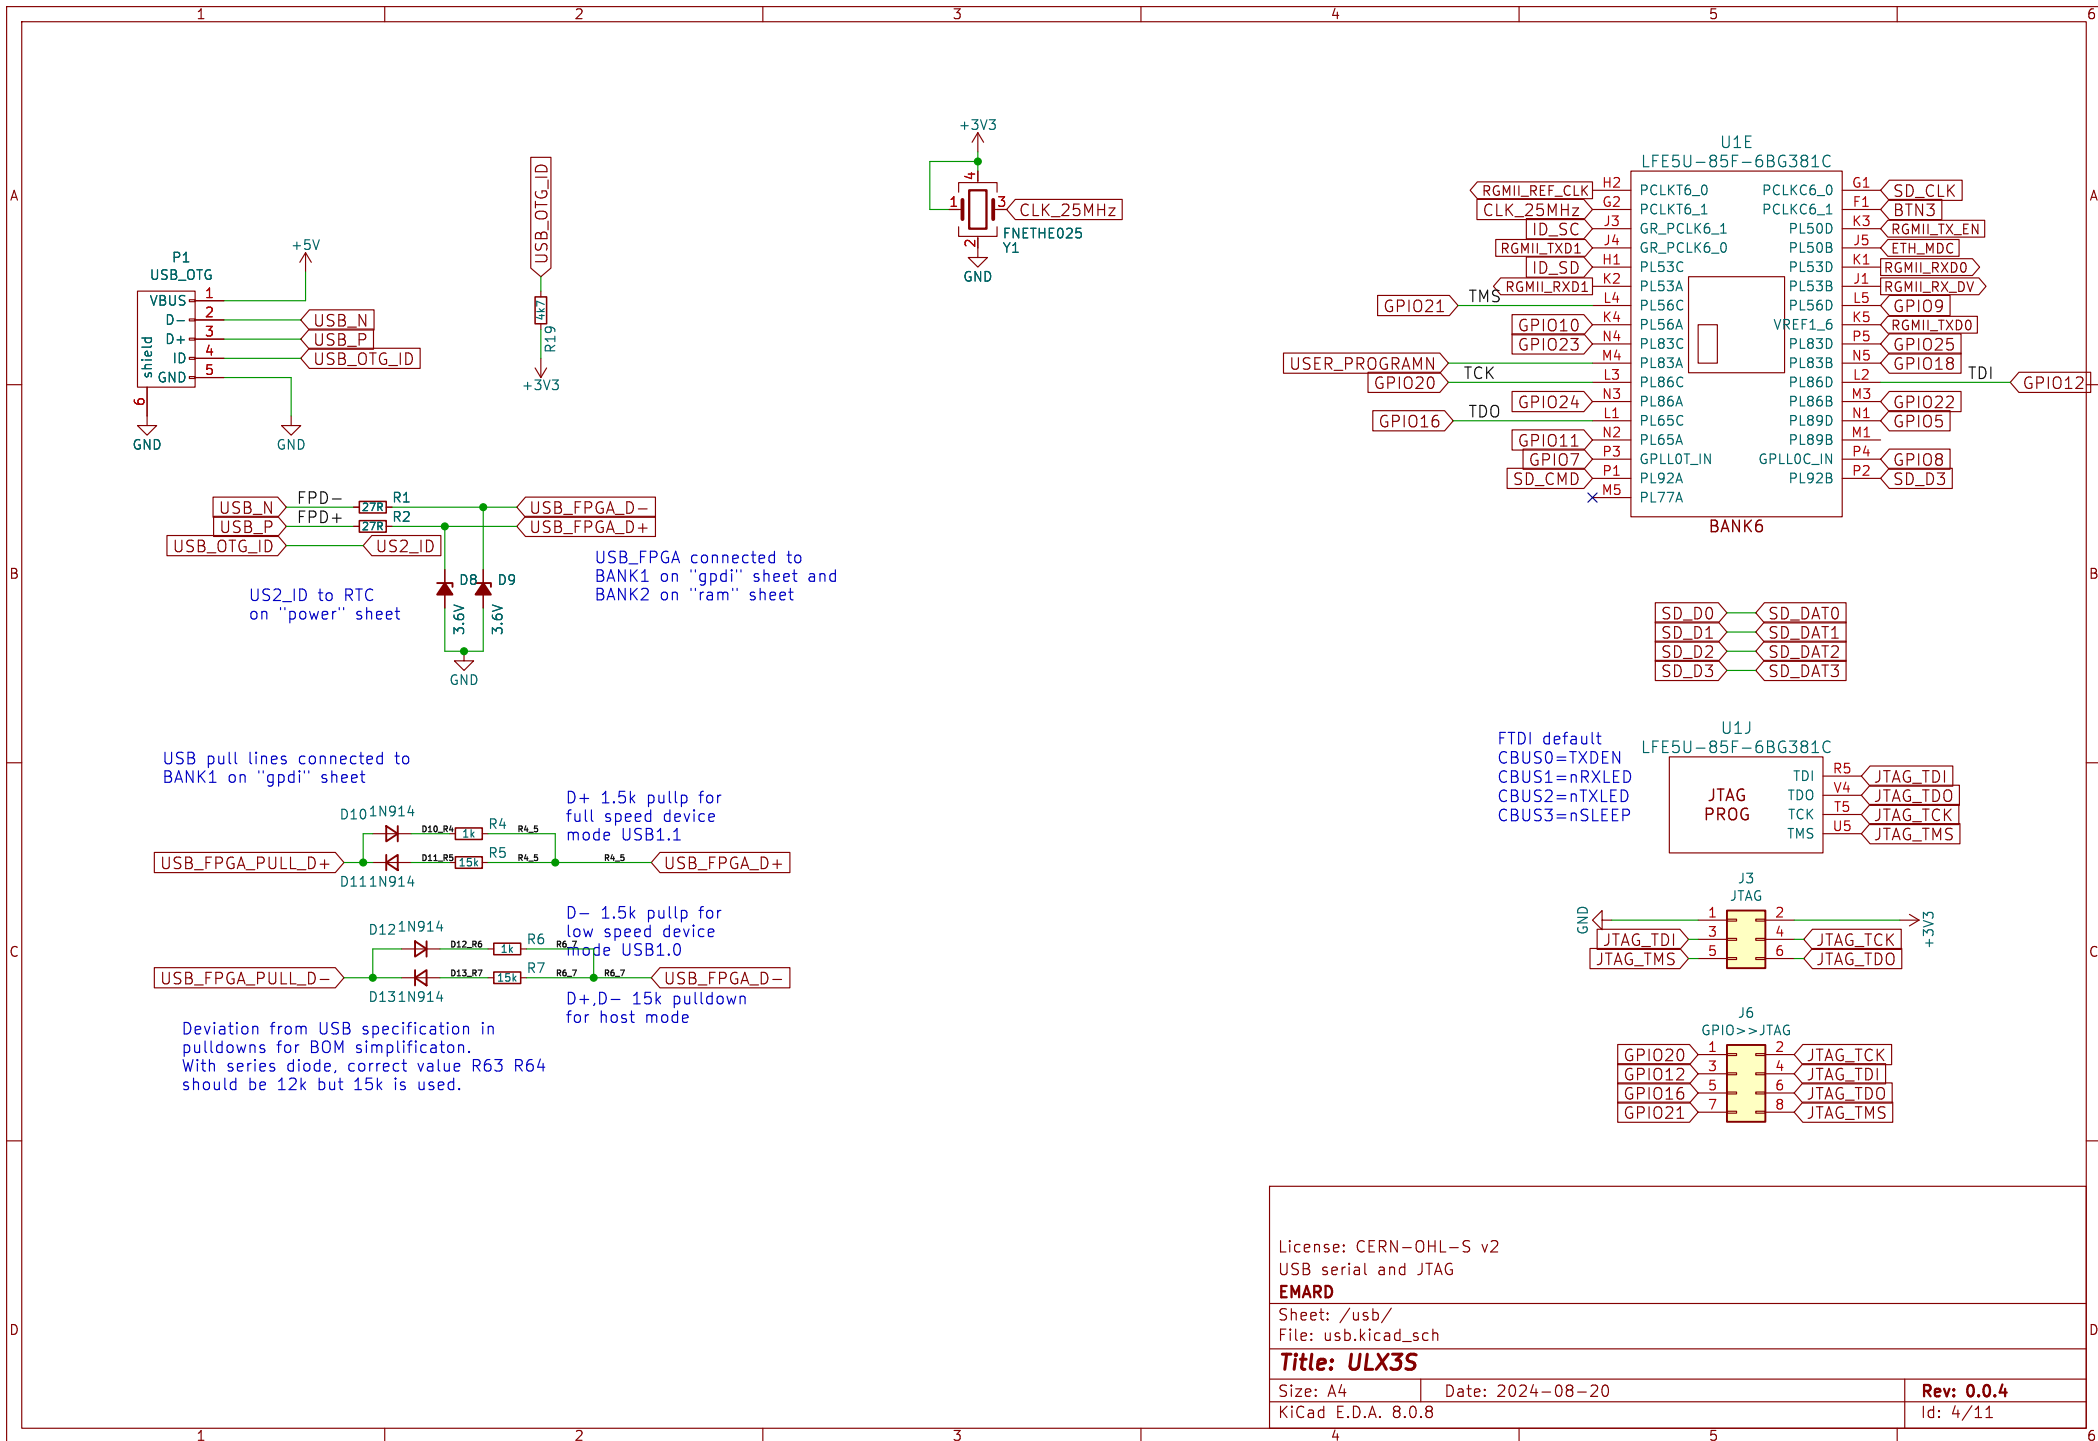 1 2 3 4 5 6
A
B
C
D
A
B
C
D
P1
USB_OTG
+5V
VBUS 1
D- 2
D+ 3
ID 4
GND 5
shield
6
USB_N
USB_P
USB_OTG_ID
GND
GND
USB_OTG_ID
4k7
R19
+3V3
+3V3
4
1
3
2
CLK_25MHz
FNETHE025
Y1
GND
USB_N FPD- 27R R1 USB_FPGA_D-
USB_P FPD+ 27R R2 USB_FPGA_D+
USB_OTG_ID US2_ID
D8 D9
3.6V 3.6V
GND
US2_ID to RTC
on "power" sheet
USB_FPGA connected to
BANK1 on "gpdi" sheet and
BANK2 on "ram" sheet
USB pull lines connected to
BANK1 on "gpdi" sheet
D10 1N914 D10_R4 1k R4 R4_5
USB_FPGA_PULL_D+ D11_R5 15k R5 R4_5 R4_5 USB_FPGA_D+
D11 1N914
D+ 1.5k pullp for
full speed device
mode USB1.1
D12 1N914 D12_R6 1k R6 R6_7
USB_FPGA_PULL_D- D13_R7 15k R7 R6_7 R6_7 USB_FPGA_D-
D13 1N914
D- 1.5k pullp for
low speed device
mode USB1.0
D+,D- 15k pulldown
for host mode
Deviation from USB specification in
pulldowns for BOM simplificaton.
With series diode, correct value R63 R64
should be 12k but 15k is used.
U1E
LFE5U-85F-6BG381C
RGMII_REF_CLK H2 PCLKT6_0 PCLKC6_0 G1 SD_CLK
CLK_25MHz G2 PCLKT6_1 PCLKC6_1 F1 BTN3
ID_SC J3 GR_PCLK6_1 PL50D K3 RGMII_TX_EN
RGMII_TXD1 J4 GR_PCLK6_0 PL50B J5 ETH_MDC
ID_SD H1 PL53C PL53D K1 RGMII_RXD0
RGMII_RXD1 K2 PL53A PL53B J1 RGMII_RX_DV
GPIO21 TMS L4 PL56C PL56D L5 GPIO9
GPIO10 K4 PL56A VREF1_6 K5 RGMII_TXD0
GPIO23 N4 PL83C PL83D P5 GPIO25
USER_PROGRAMN M4 PL83A PL83B N5 GPIO18
GPIO20 TCK L3 PL86C PL86D L2 TDI GPIO12
GPIO24 N3 PL86A PL86B M3 GPIO22
GPIO16 TDO L1 PL65C PL89D N1 GPIO5
GPIO11 N2 PL65A PL89B M1
GPIO7 P3 GPLL0T_IN GPLL0C_IN P4 GPIO8
SD_CMD P1 PL92A PL92B P2 SD_D3
M5 PL77A
BANK6
SD_D0 SD_DAT0
SD_D1 SD_DAT1
SD_D2 SD_DAT2
SD_D3 SD_DAT3
FTDI default
CBUS0=TXDEN
CBUS1=nRXLED
CBUS2=nTXLED
CBUS3=nSLEEP
U1J
LFE5U-85F-6BG381C
JTAG
PROG
TDI R5 JTAG_TDI
TDO V4 JTAG_TDO
TCK T5 JTAG_TCK
TMS U5 JTAG_TMS
J3
JTAG
GND 1 2 +3V3
JTAG_TDI 3 4 JTAG_TCK
JTAG_TMS 5 6 JTAG_TDO
J6
GPIO>>JTAG
GPIO20 1 2 JTAG_TCK
GPIO12 3 4 JTAG_TDI
GPIO16 5 6 JTAG_TDO
GPIO21 7 8 JTAG_TMS
License: CERN-OHL-S v2
USB serial and JTAG
EMARD
Sheet: /usb/
File: usb.kicad_sch
Title: ULX3S
Size: A4 Date: 2024-08-20 Rev: 0.0.4
KiCad E.D.A. 8.0.8 Id: 4/11
1 2 3 4 5 6